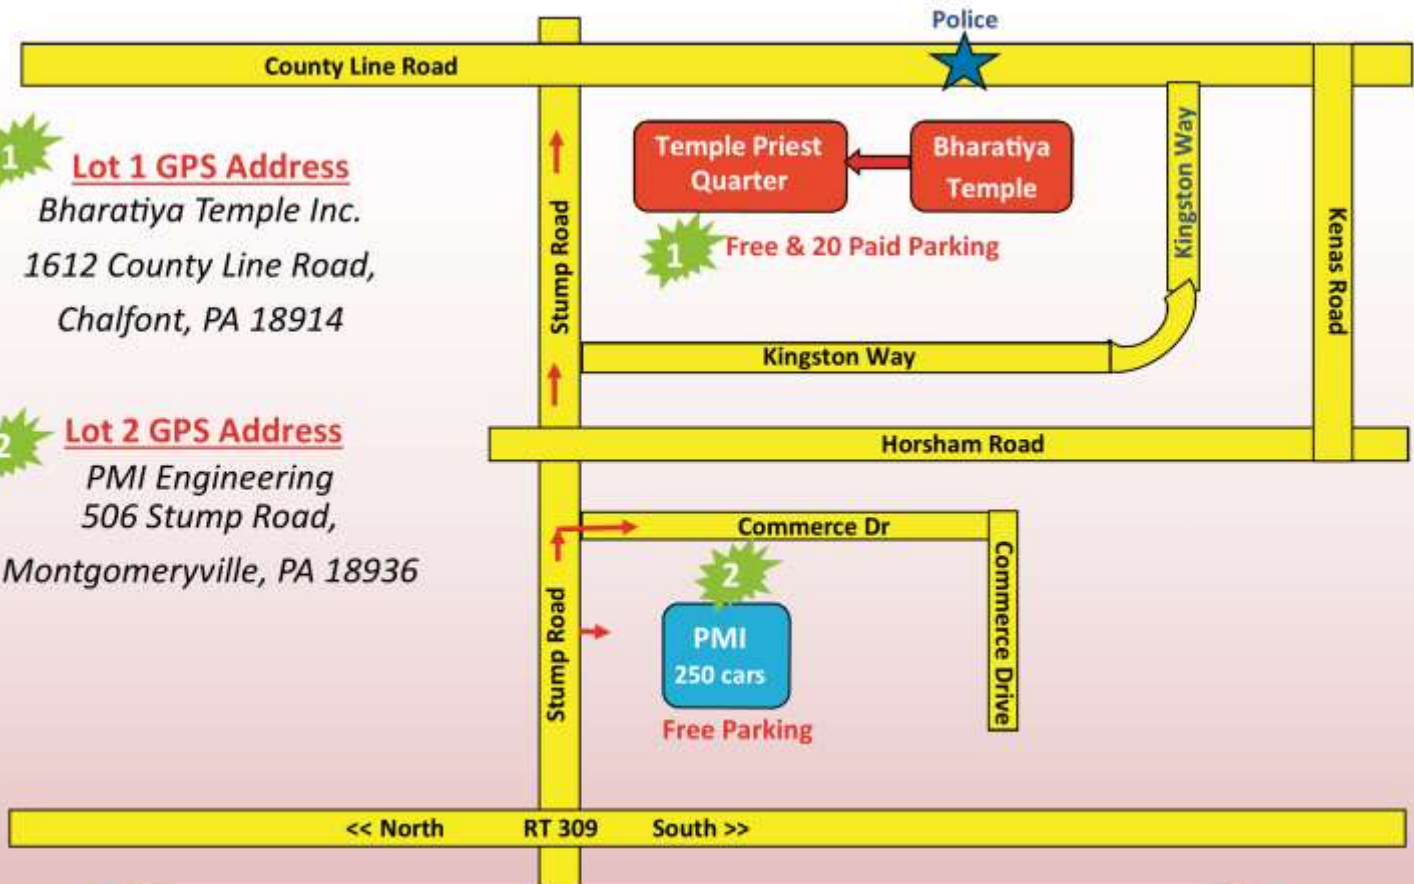 Police
County Line Road
1
Lot 1 GPS Address
Bharatiya Temple Inc.
1612 County Line Road,
Chalfont, PA 18914
Temple Priest
Quarter
Bharatiya
Temple
1
Free & 20 Paid Parking
Stump Road
Kingston Way
Kenas Road
Kingston Way
2
Lot 2 GPS Address
PMI Engineering
506 Stump Road,
Montgomeryville, PA 18936
Horsham Road
Commerce Dr
2
PMI
250 cars
Free Parking
Stump Road
Commerce Drive
<< North RT 309 South >>